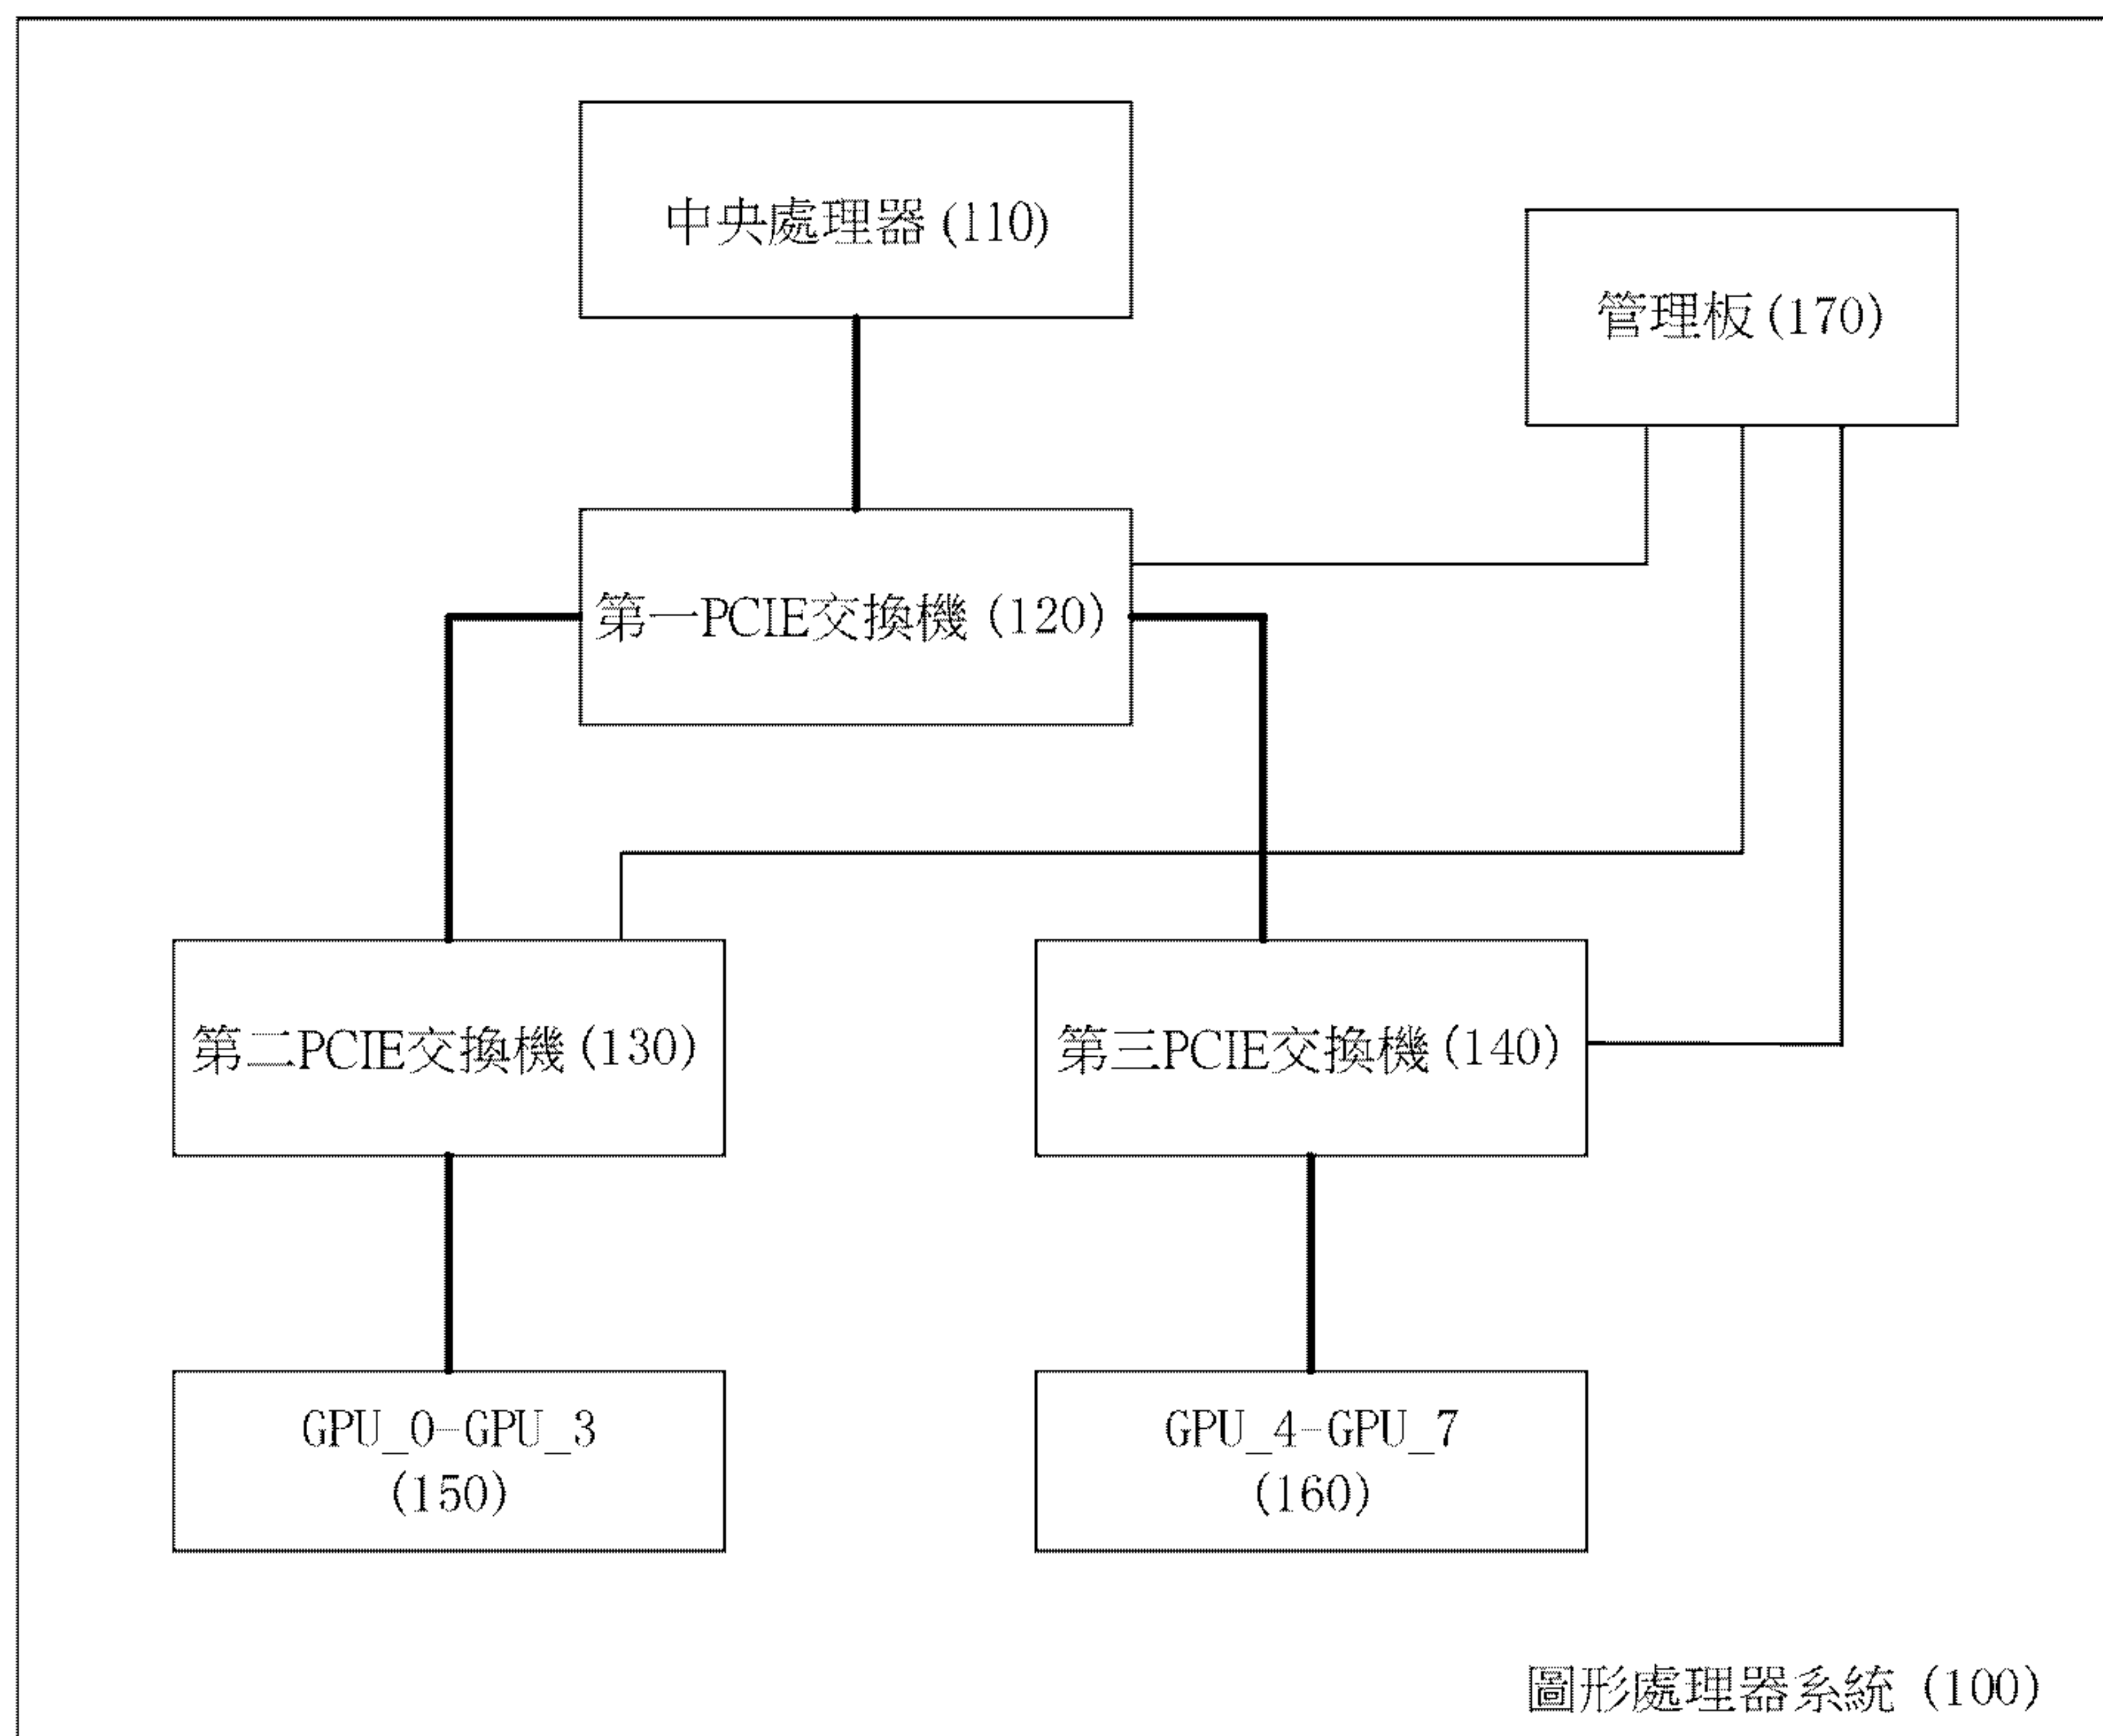 中央處理器(110)
管理板(170)
第一PCIE交換機(120)
第二PCIE交換機(130)
第三PCIE交換機(140)
GPU_0-GPU_3
(150)
GPU_4-GPU_7
(160)
圖形處理器系統 (100)